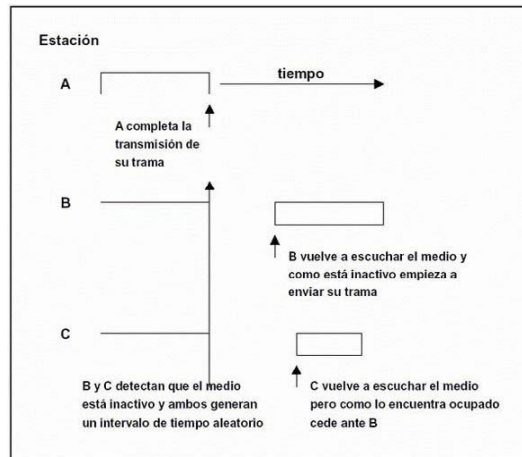 Estación
A
tiempo
A completa la
transmisión de
su trama
B
B vuelve a escuchar el medio y
como está inactivo empieza a
enviar su trama
C
B y C detectan que el medio
está inactivo y ambos generan
un intervalo de tiempo aleatorio
C vuelve a escuchar el medio
pero como lo encuentra ocupado
cede ante B